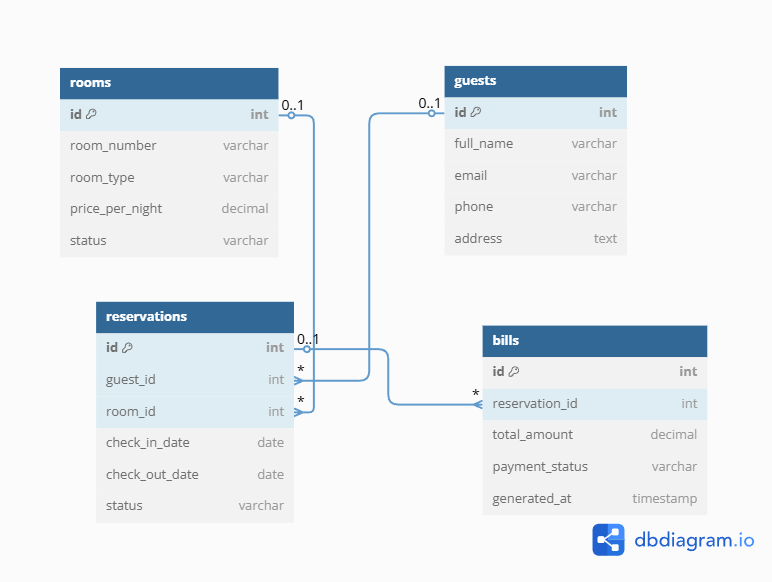 rooms
id int
room_number varchar
room_type varchar
price_per_night decimal
status varchar
0..1
guests
id int
full_name varchar
email varchar
phone varchar
address text
0..1
reservations
id int
guest_id int
room_id int
check_in_date date
check_out_date date
status varchar
0..1
*
*
bills
id int
reservation_id int
total_amount decimal
payment_status varchar
generated_at timestamp
*
dbdiagram.io